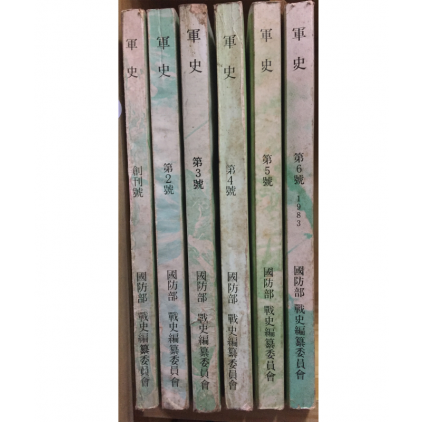 軍史
創刊號
國防部 戰史編纂委員會
軍史
第2號
國防部 戰史編纂委員會
軍史
第3號
國防部 戰史編纂委員會
軍史
第4號
國防部 戰史編纂委員會
軍史
第5號
國防部 戰史編纂委員會
軍史
第6號 1983
國防部 戰史編纂委員會